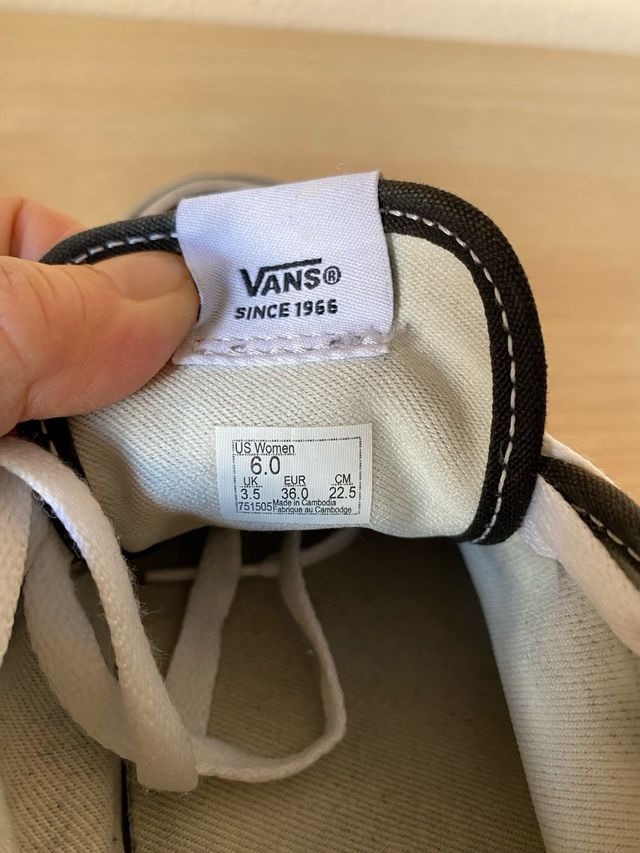 VANS®
SINCE 1966
US Women
6.0
UK EUR CM
3.5 36.0 22.5
751505 Made in Cambodia
Fabrique au Cambodge